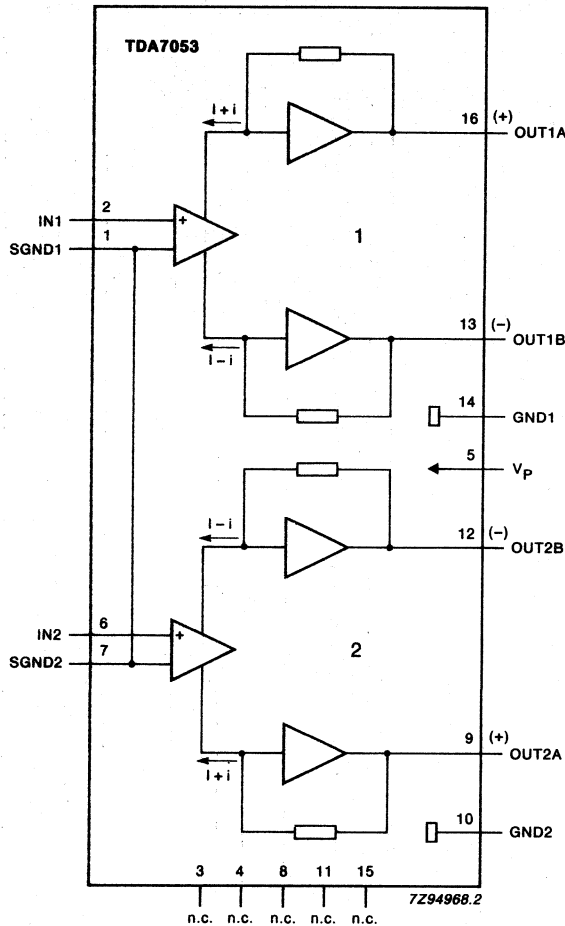 TDA7053
I + i
16 (+) OUT1A
IN1 2 +
SGND1 1
1
13 (−) OUT1B
I − i
14 GND1
5 VP
I − i
12 (−) OUT2B
IN2 6 +
SGND2 7
2
9 (+) OUT2A
I + i
10 GND2
3 4 8 11 15
7Z94968.2
n.c. n.c. n.c. n.c. n.c.